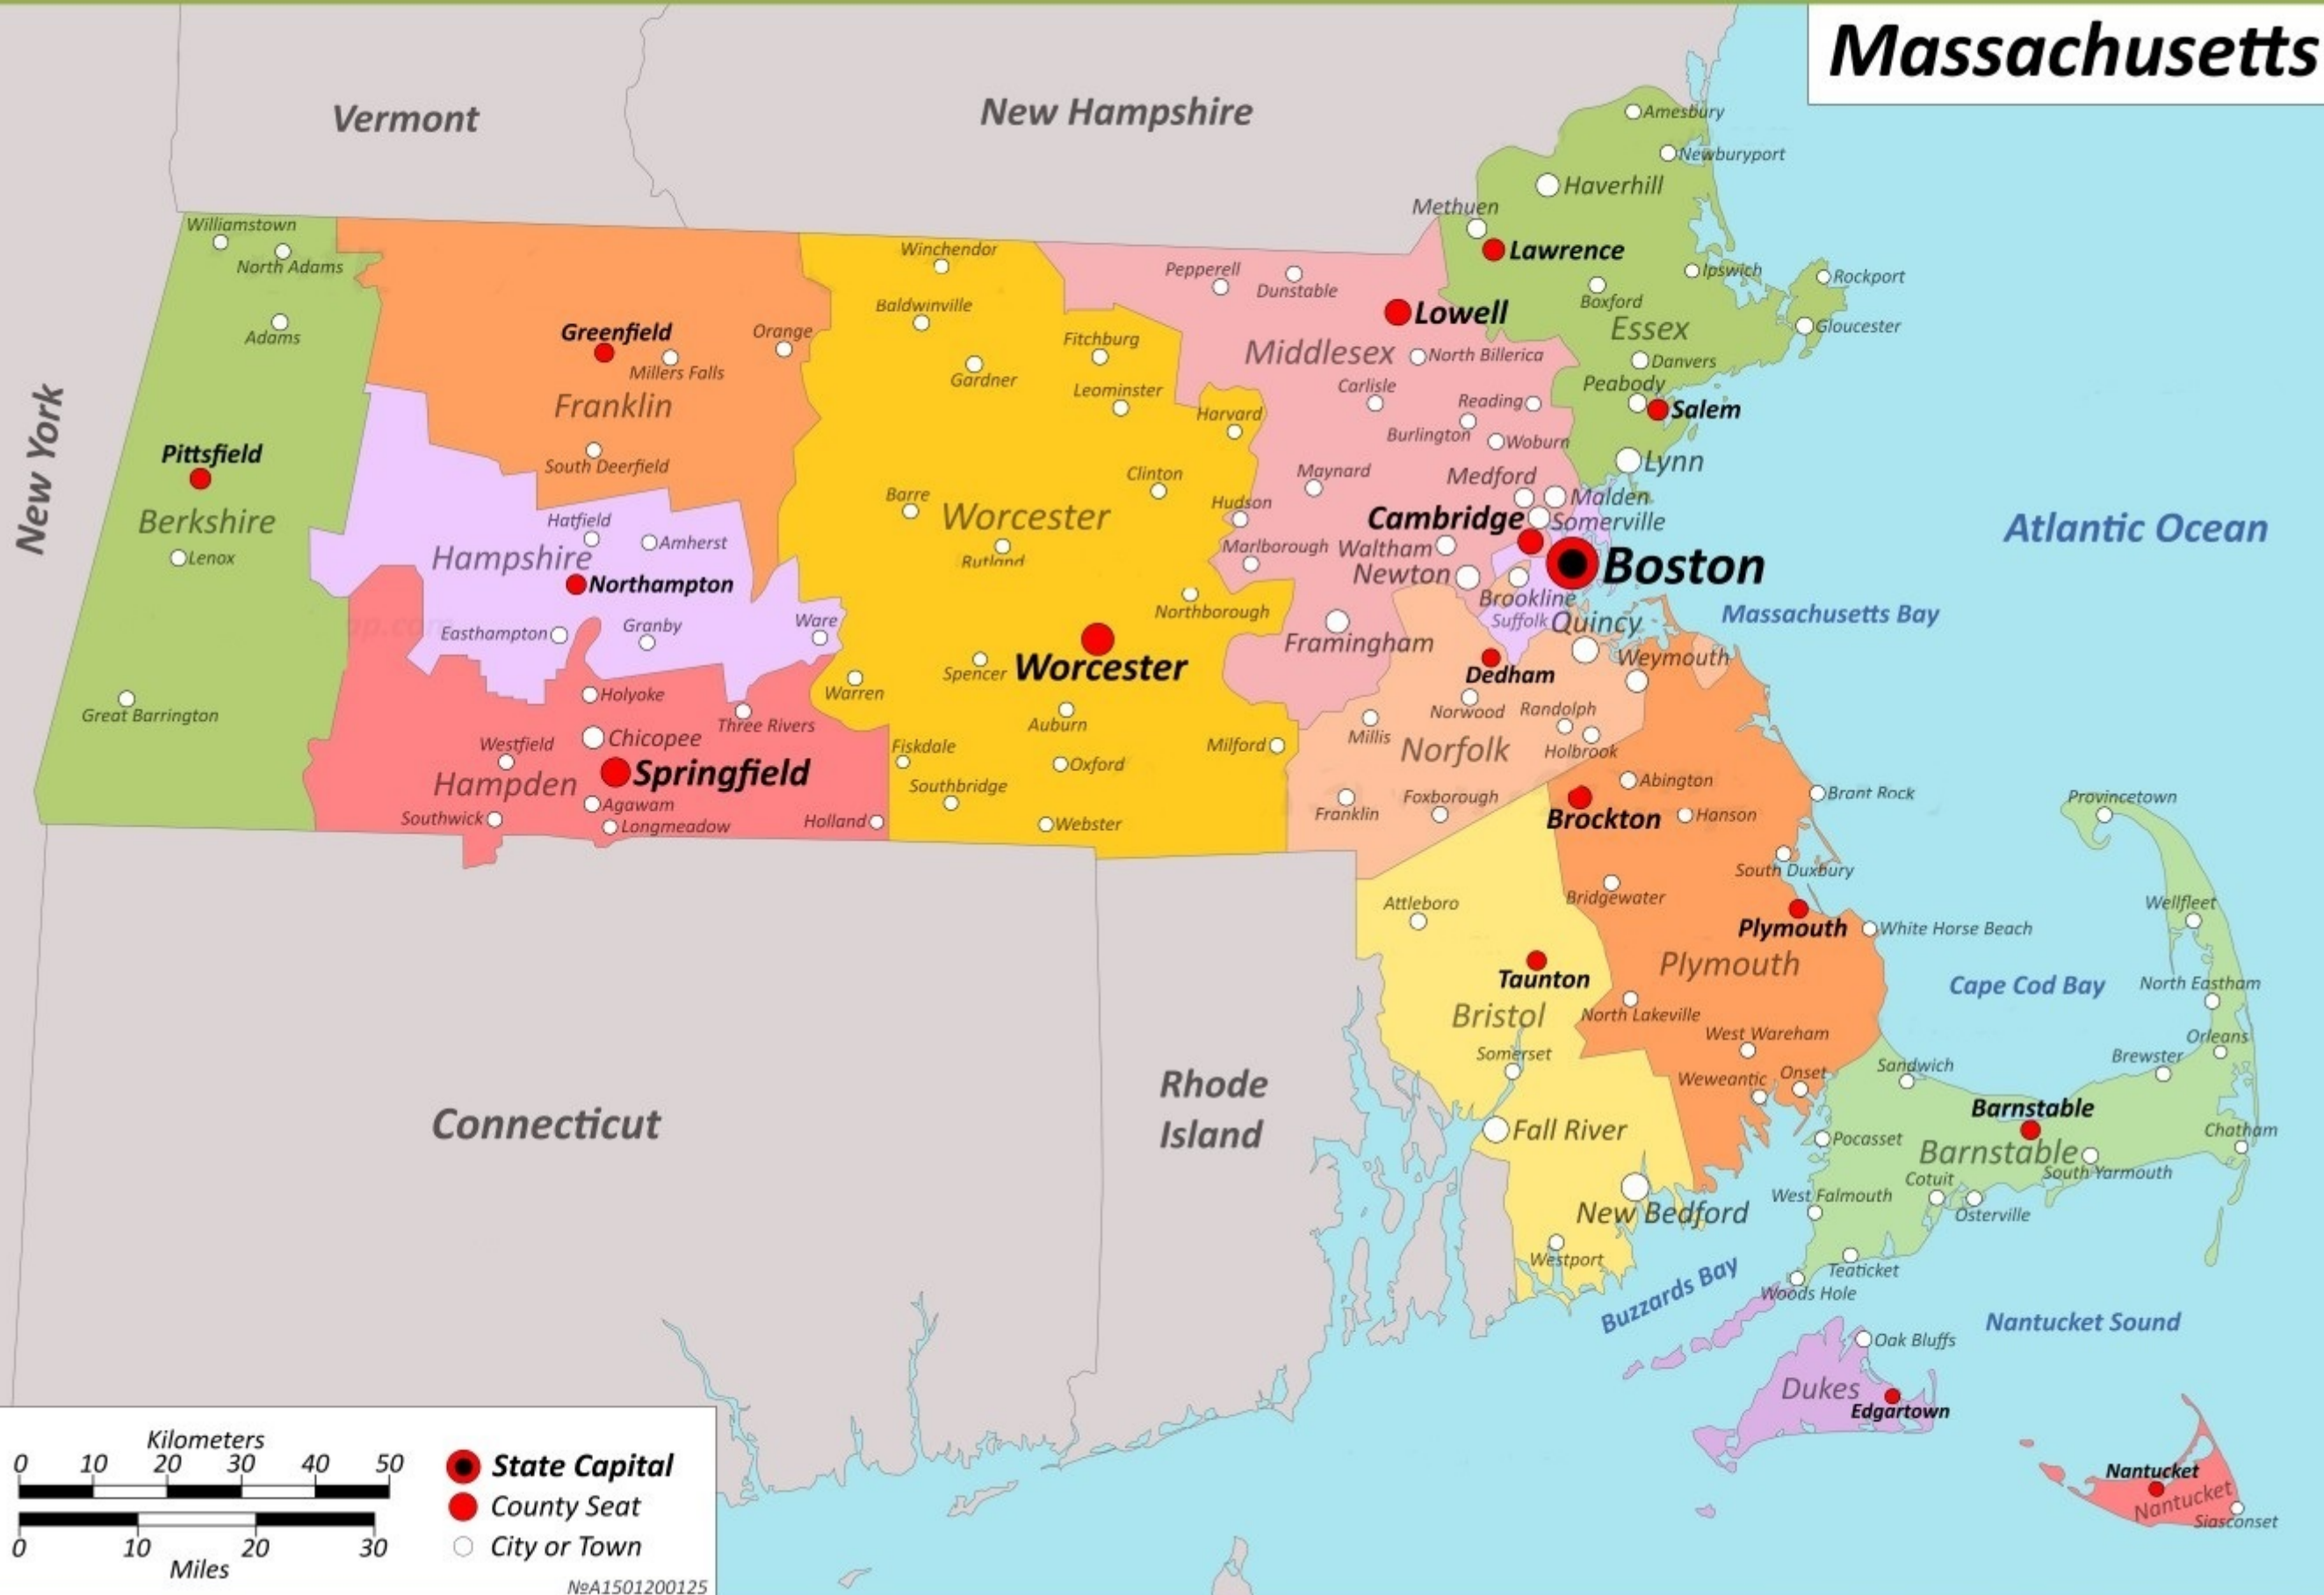 Massachusetts
Vermont
New Hampshire
New York
Connecticut
Rhode
Island
Atlantic Ocean
Massachusetts Bay
Cape Cod Bay
Nantucket Sound
Buzzards Bay
Williamstown
North Adams
Adams
Pittsfield
Berkshire
Lenox
Great Barrington
Greenfield
Millers Falls
Orange
Franklin
South Deerfield
Hatfield
Amherst
Hampshire
Northampton
Easthampton
Granby
Ware
Holyoke
Three Rivers
Chicopee
Westfield
Springfield
Hampden
Agawam
Southwick
Longmeadow
Holland
Winchendor
Baldwinville
Gardner
Fitchburg
Leominster
Harvard
Clinton
Barre
Worcester
Rutland
Northborough
Spencer
Worcester
Warren
Auburn
Fiskdale
Oxford
Milford
Southbridge
Webster
Pepperell
Dunstable
Lowell
Middlesex
North Billerica
Carlisle
Reading
Burlington
Woburn
Maynard
Medford
Malden
Hudson
Cambridge
Somerville
Marlborough
Waltham
Newton
Framingham
Amesbury
Newburyport
Haverhill
Methuen
Lawrence
Ipswich
Rockport
Boxford
Essex
Gloucester
Danvers
Peabody
Salem
Lynn
Boston
Brookline
Suffolk
Quincy
Weymouth
Dedham
Norwood
Randolph
Millis
Norfolk
Holbrook
Franklin
Foxborough
Abington
Brockton
Hanson
Brant Rock
South Duxbury
Bridgewater
Plymouth
White Horse Beach
Plymouth
North Lakeville
West Wareham
Weweantic
Onset
Attleboro
Taunton
Bristol
Somerset
Fall River
New Bedford
Westport
Provincetown
Wellfleet
North Eastham
Orleans
Brewster
Sandwich
Barnstable
Chatham
Pocasset
Barnstable
South Yarmouth
Cotuit
West Falmouth
Osterville
Teaticket
Woods Hole
Oak Bluffs
Dukes
Edgartown
Nantucket
Nantucket
Siasconset
Kilometers
0 10 20 30 40 50
0 10 20 30
Miles
State Capital
County Seat
City or Town
№A1501200125